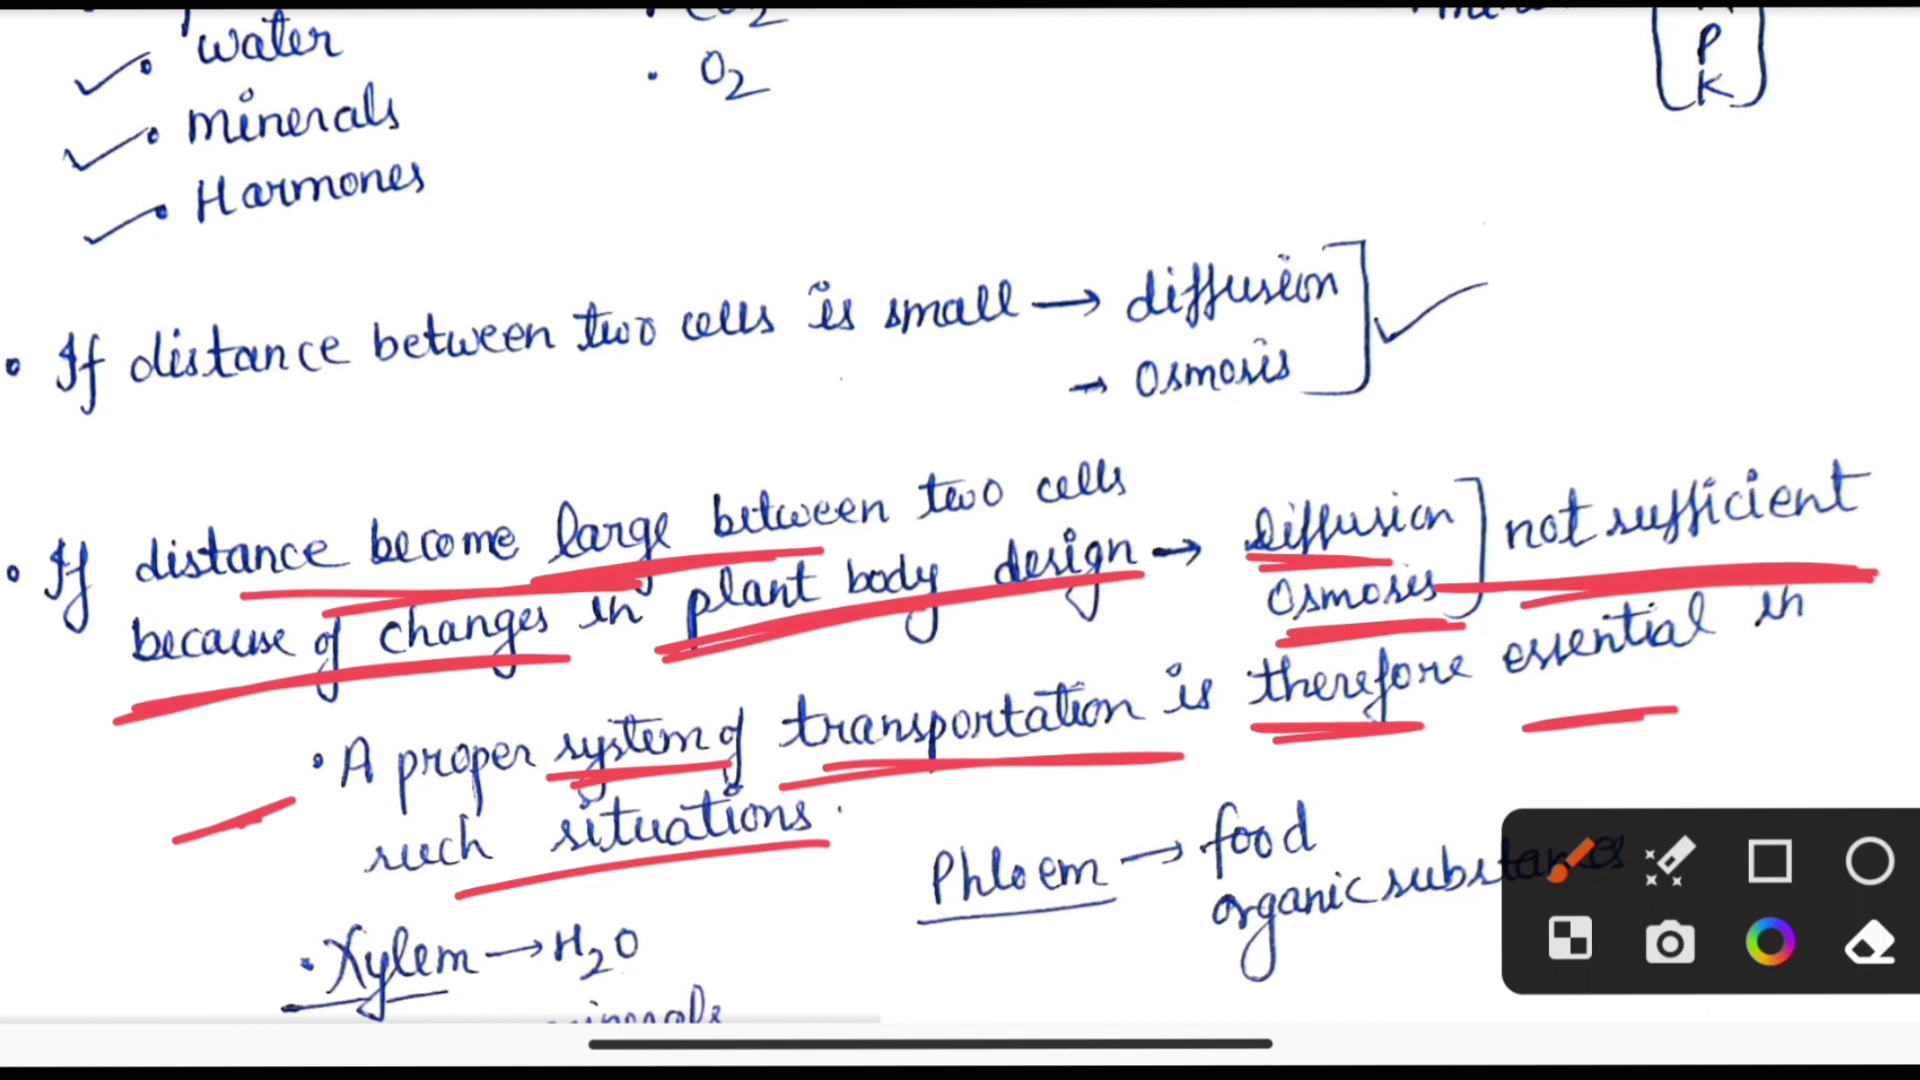 water
. O2
P
K
minerals
Harmones
. If distance between two cells is small → diffusion
→ Osmosis
. If distance become large between two cells
because of changes in plant body design → diffusion
Osmosis
not sufficient
. A proper system of transportation is therefore essential in
such situations.
Phloem → food
organic substances
. Xylem → H2O
minerals